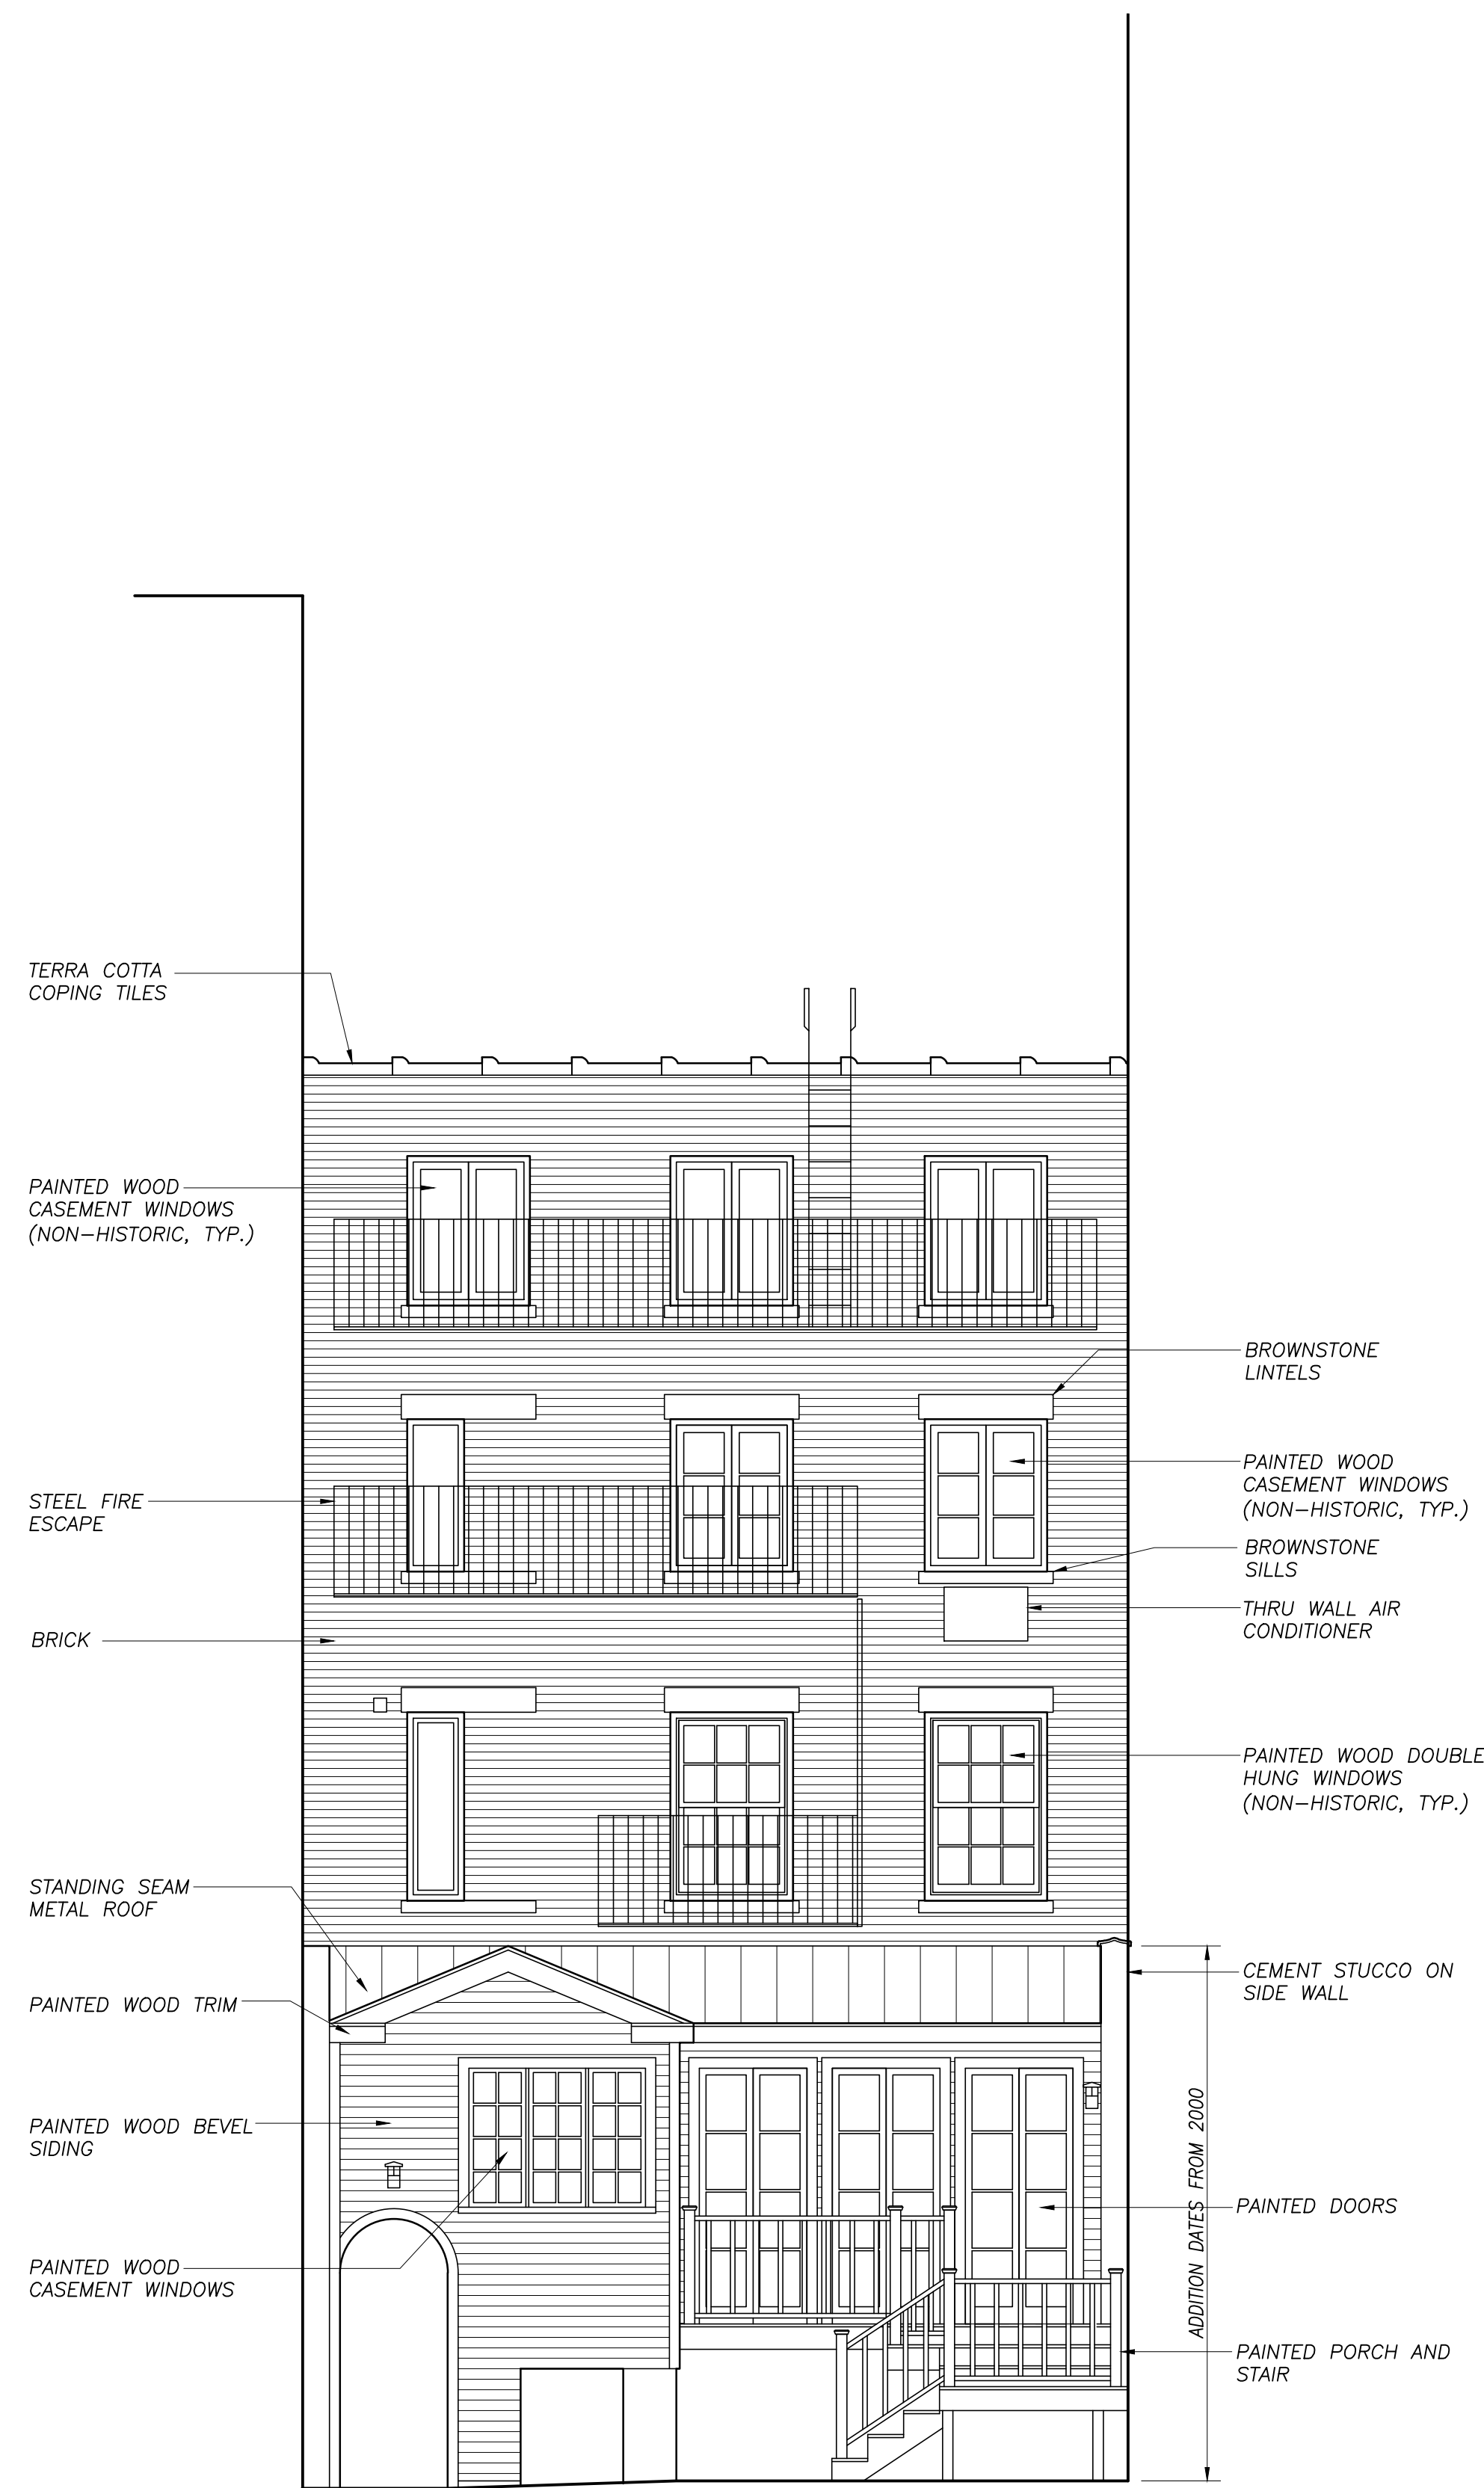 TERRA COTTA
COPING TILES
PAINTED WOOD
CASEMENT WINDOWS
(NON-HISTORIC, TYP.)
BROWNSTONE
LINTELS
PAINTED WOOD
CASEMENT WINDOWS
(NON-HISTORIC, TYP.)
STEEL FIRE
ESCAPE
BROWNSTONE
SILLS
THRU WALL AIR
CONDITIONER
BRICK
PAINTED WOOD DOUBLE
HUNG WINDOWS
(NON-HISTORIC, TYP.)
STANDING SEAM
METAL ROOF
CEMENT STUCCO ON
SIDE WALL
PAINTED WOOD TRIM
PAINTED WOOD BEVEL
SIDING
ADDITION DATES FROM 2000
PAINTED DOORS
PAINTED WOOD
CASEMENT WINDOWS
PAINTED PORCH AND
STAIR